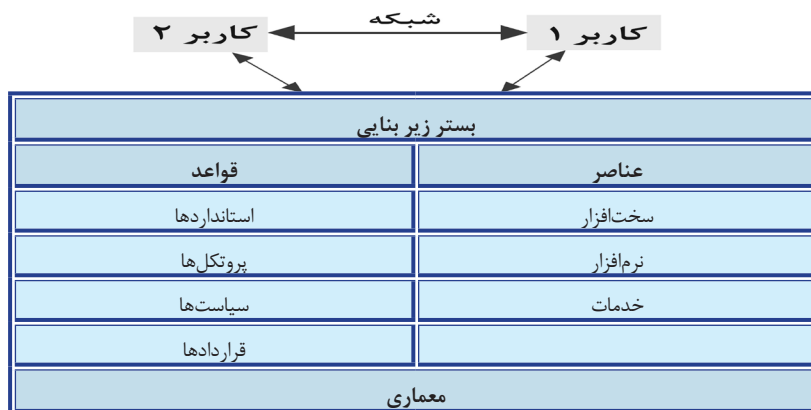 شبکه
کاربر ۱ کاربر ۲
بستر زیر بنایی
عناصر قواعد
سخت‌افزار استانداردها
نرم‌افزار پروتکل‌ها
خدمات سیاست‌ها
قراردادها
معماری